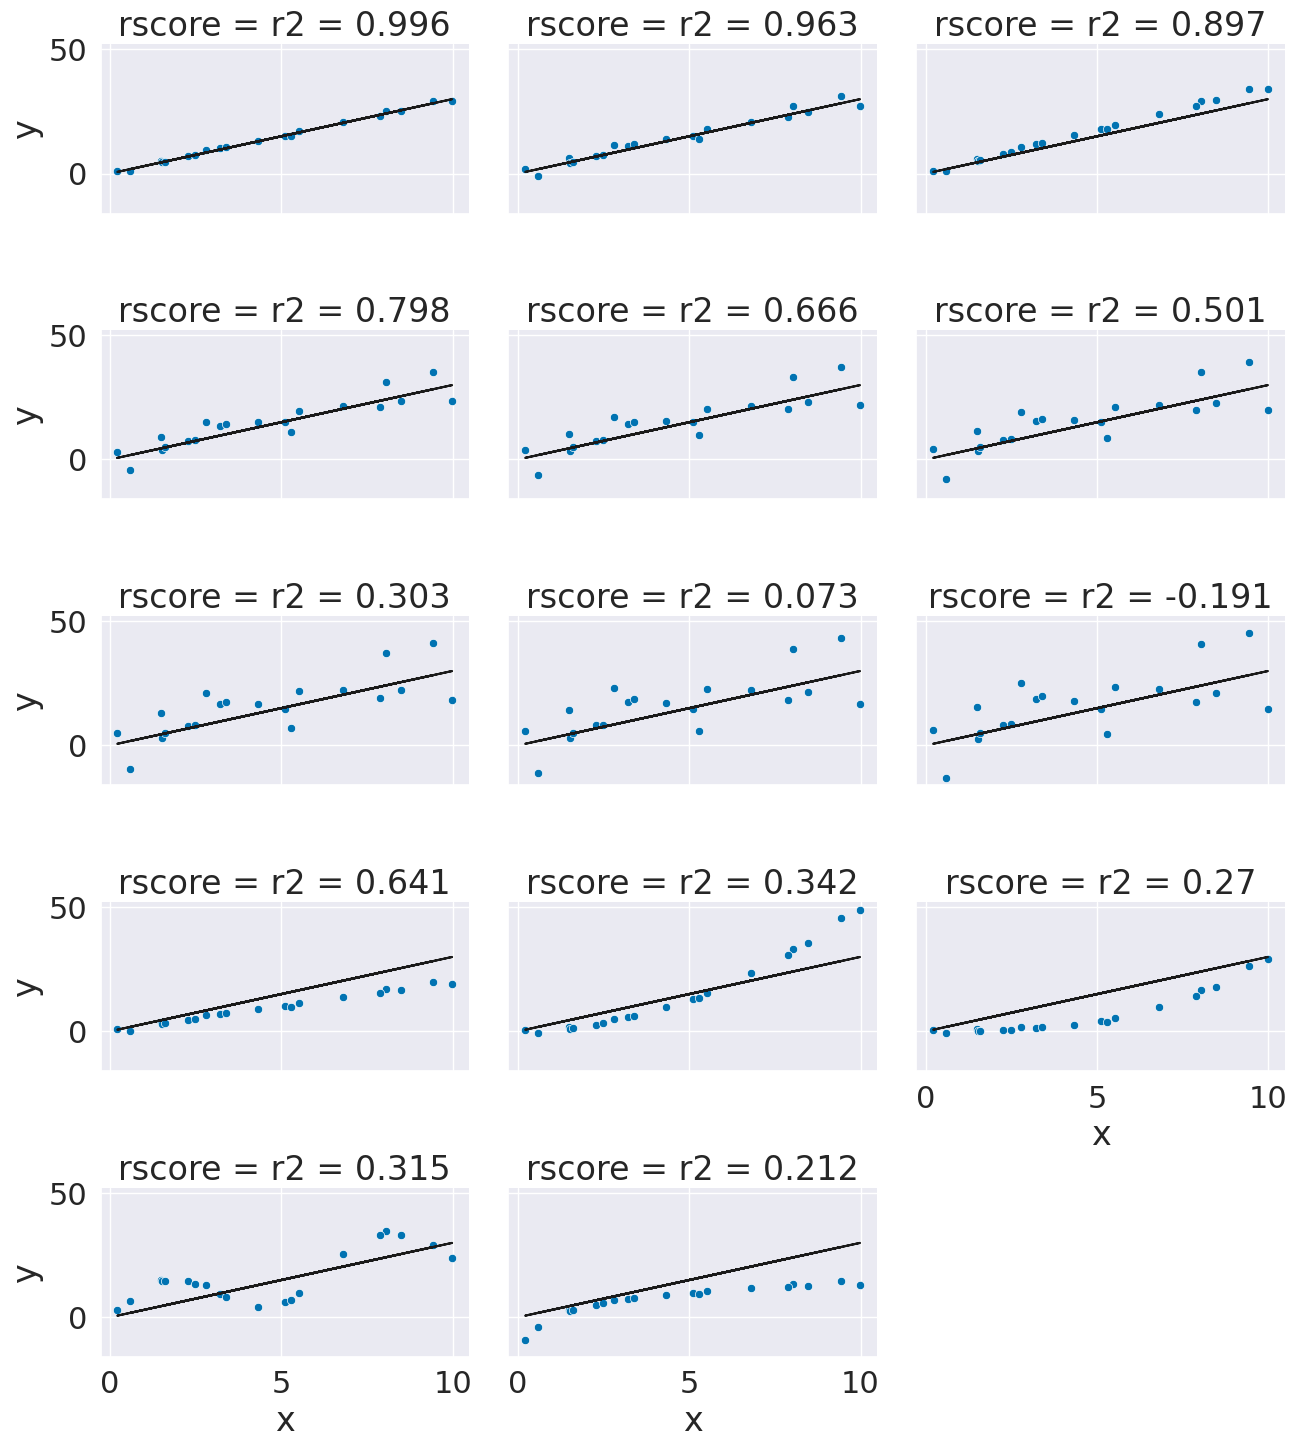 rscore = r2 = 0.996 rscore = r2 = 0.963 rscore = r2 = 0.897
50
y
0
rscore = r2 = 0.798 rscore = r2 = 0.666 rscore = r2 = 0.501
50
y
0
rscore = r2 = 0.303 rscore = r2 = 0.073 rscore = r2 = -0.191
50
y
0
rscore = r2 = 0.641 rscore = r2 = 0.342 rscore = r2 = 0.27
50
y
0
0 5 10
x
rscore = r2 = 0.315 rscore = r2 = 0.212
50
y
0
0 5 10 0 5 10
x x